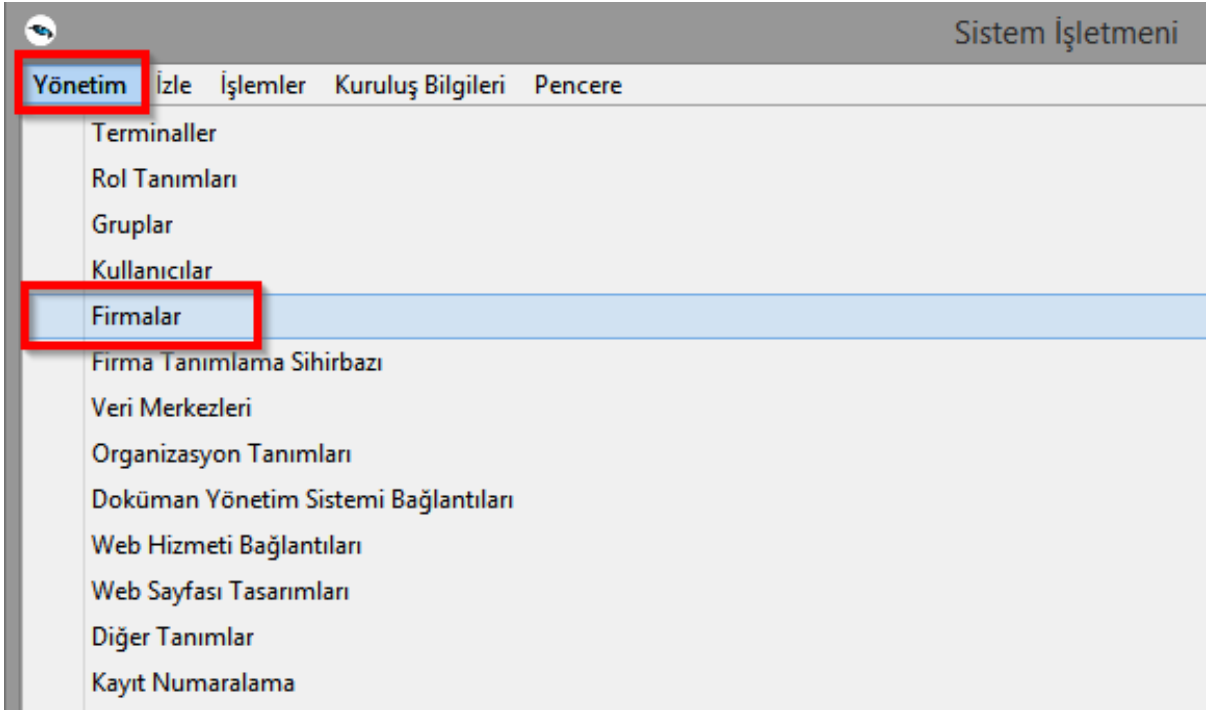 Sistem İşletmeni
Yönetim İzle İşlemler Kuruluş Bilgileri Pencere
Terminaller
Rol Tanımları
Gruplar
Kullanıcılar
Firmalar
Firma Tanımlama Sihirbazı
Veri Merkezleri
Organizasyon Tanımları
Doküman Yönetim Sistemi Bağlantıları
Web Hizmeti Bağlantıları
Web Sayfası Tasarımları
Diğer Tanımlar
Kayıt Numaralama